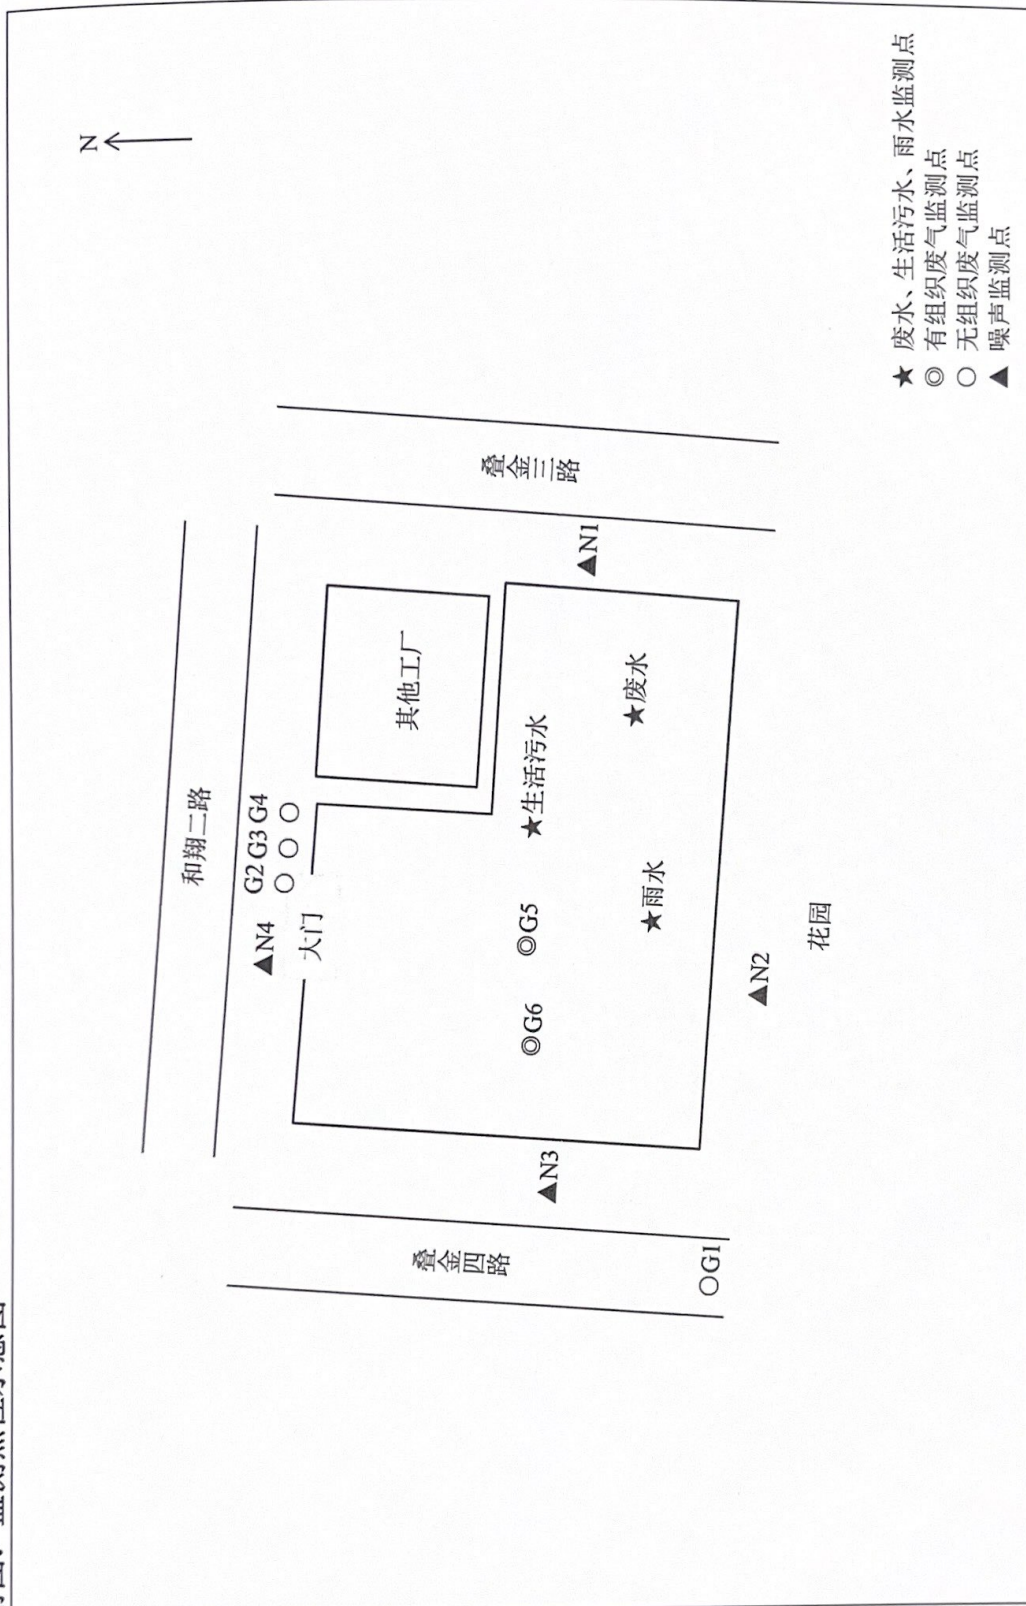 N
和翔二路
G2 G3 G4
○ ○ ○
▲N4
大门
其他工厂
叠金四路
叠金三路
◎G6
◎G5
★生活污水
▲N3
▲N1
★雨水
★废水
○G1
▲N2
花园
★ 废水、生活污水、雨水监测点
◎ 有组织废气监测点
○ 无组织废气监测点
▲ 噪声监测点